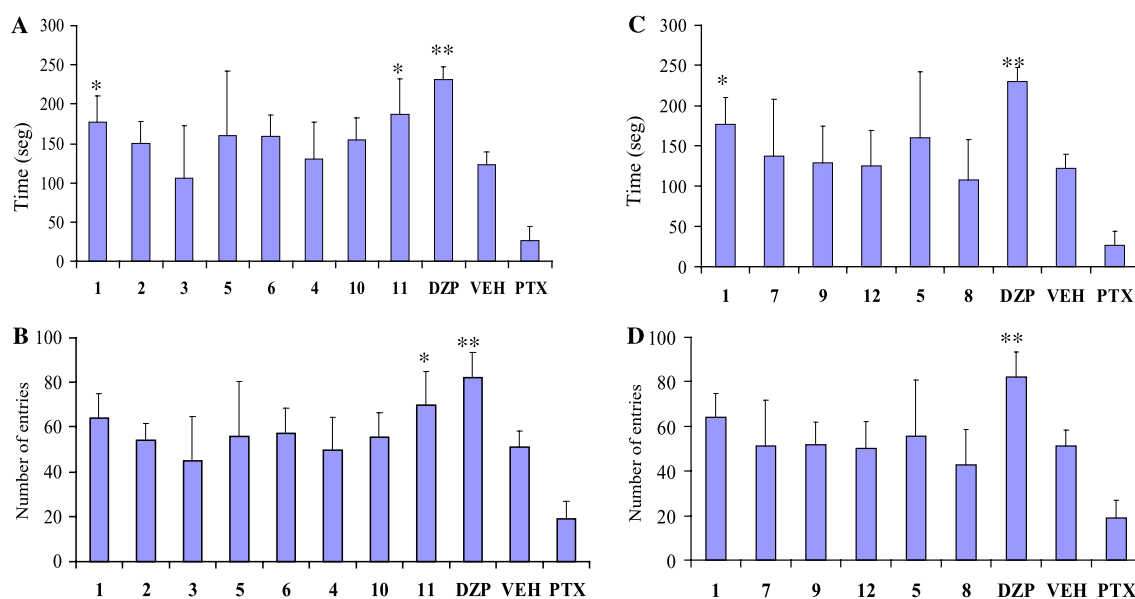 A
300
250
200
150
100
50
0
Time (seg)
*
*
**
1 2 3 5 6 4 10 11 DZP VEH PTX
C
300
250
200
150
100
50
0
Time (seg)
*
**
1 7 9 12 5 8 DZP VEH PTX
B
100
80
60
40
20
0
Number of entries
*
**
1 2 3 5 6 4 10 11 DZP VEH PTX
D
100
80
60
40
20
0
Number of entries
**
1 7 9 12 5 8 DZP VEH PTX